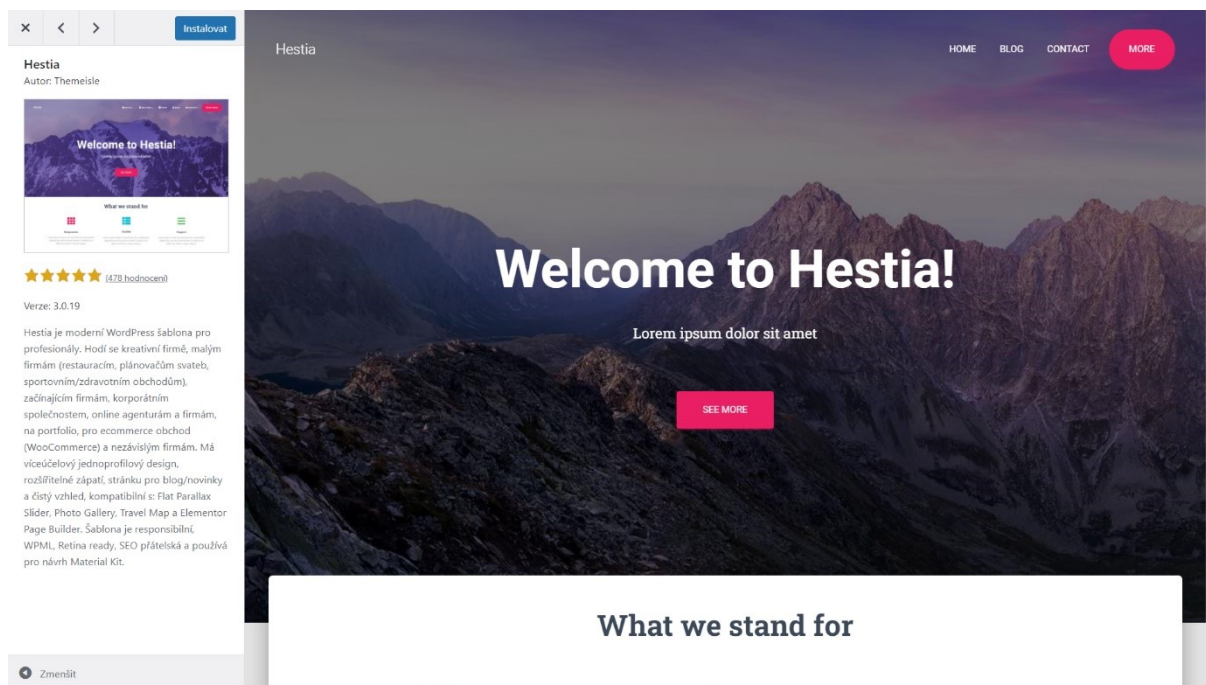 Instalovat
Hestia
Autor: Themeisle
Welcome to Hestia!
What we stand for
(478 hodnocení)
Verze: 3.0.19
Hestia je moderní WordPress šablona pro
profesionály. Hodí se kreativní firmě, malým
firmám (restauracím, plánovačům svateb,
sportovním/zdravotním obchodům),
začínajícím firmám, korporátním
společnostem, online agenturám a firmám,
na portfolio, pro ecommerce obchod
(WooCommerce) a nezávislým firmám. Má
víceúčelový jednoprofilový design,
rozšiřitelné zápatí, stránku pro blog/novinky
a čistý vzhled, kompatibilní s: Flat Parallax
Slider, Photo Gallery, Travel Map a Elementor
Page Builder. Šablona je responsibilní,
WPML, Retina ready, SEO přátelská a používá
pro návrh Material Kit.
Zmenšit
Hestia
HOME BLOG CONTACT MORE
Welcome to Hestia!
Lorem ipsum dolor sit amet
SEE MORE
What we stand for